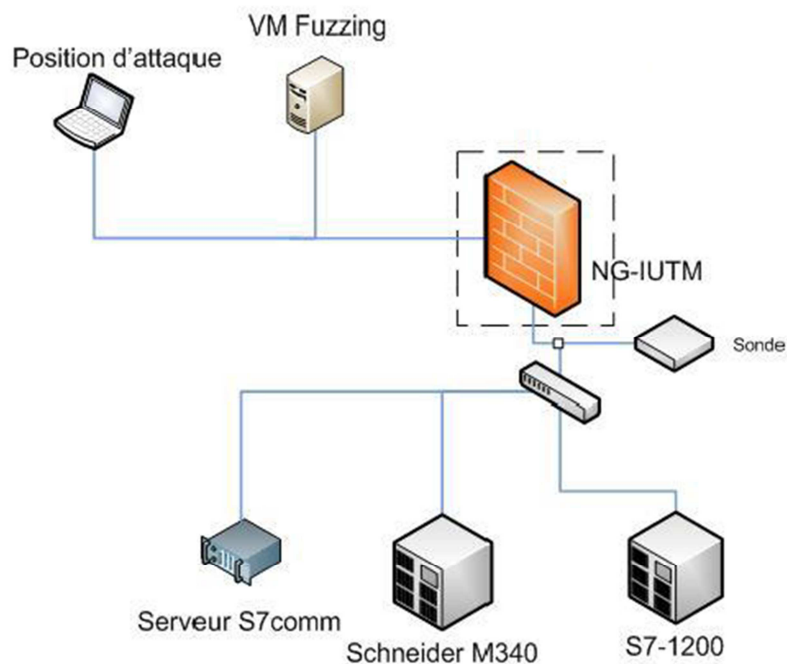 VM Fuzzing
Position d'attaque
NG-IUTM
Sonde
Serveur S7comm
Schneider M340
S7-1200